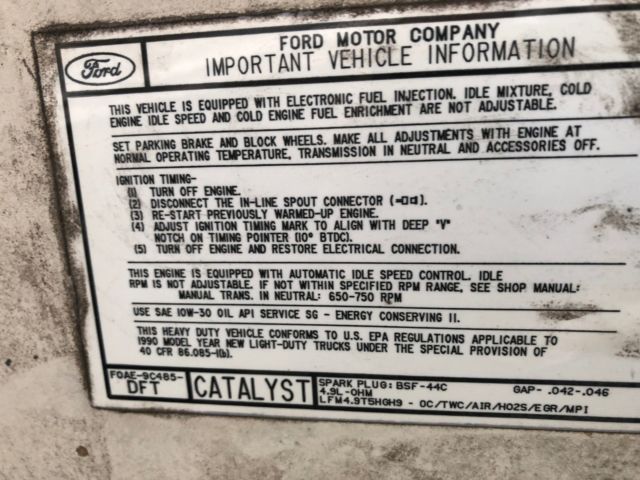 Ford
FORD MOTOR COMPANY
IMPORTANT VEHICLE INFORMATION
THIS VEHICLE IS EQUIPPED WITH ELECTRONIC FUEL INJECTION. IDLE MIXTURE, COLD
ENGINE IDLE SPEED AND COLD ENGINE FUEL ENRICHMENT ARE NOT ADJUSTABLE.
SET PARKING BRAKE AND BLOCK WHEELS. MAKE ALL ADJUSTMENTS WITH ENGINE AT
NORMAL OPERATING TEMPERATURE, TRANSMISSION IN NEUTRAL AND ACCESSORIES OFF.
IGNITION TIMING-
(1) TURN OFF ENGINE.
(2) DISCONNECT THE IN-LINE SPOUT CONNECTOR ( ).
(3) RE-START PREVIOUSLY WARMED-UP ENGINE.
(4) ADJUST IGNITION TIMING MARK TO ALIGN WITH DEEP "V"
NOTCH ON TIMING POINTER (10° BTDC).
(5) TURN OFF ENGINE AND RESTORE ELECTRICAL CONNECTION.
THIS ENGINE IS EQUIPPED WITH AUTOMATIC IDLE SPEED CONTROL. IDLE
RPM IS NOT ADJUSTABLE. IF NOT WITHIN SPECIFIED RPM RANGE, SEE SHOP MANUAL:
MANUAL TRANS. IN NEUTRAL: 650-750 RPM
USE SAE 10W-30 OIL API SERVICE SG - ENERGY CONSERVING II.
THIS HEAVY DUTY VEHICLE CONFORMS TO U.S. EPA REGULATIONS APPLICABLE TO
1990 MODEL YEAR NEW LIGHT-DUTY TRUCKS UNDER THE SPECIAL PROVISION OF
40 CFR 86.085-1(b).
F0AE-9C485-
DFT
CATALYST
SPARK PLUG: BSF-44C GAP- .042-.046
4.9L-OHM
LFM4.9T5HGH9 - OC/TWC/AIR/HO2S/EGR/MPI